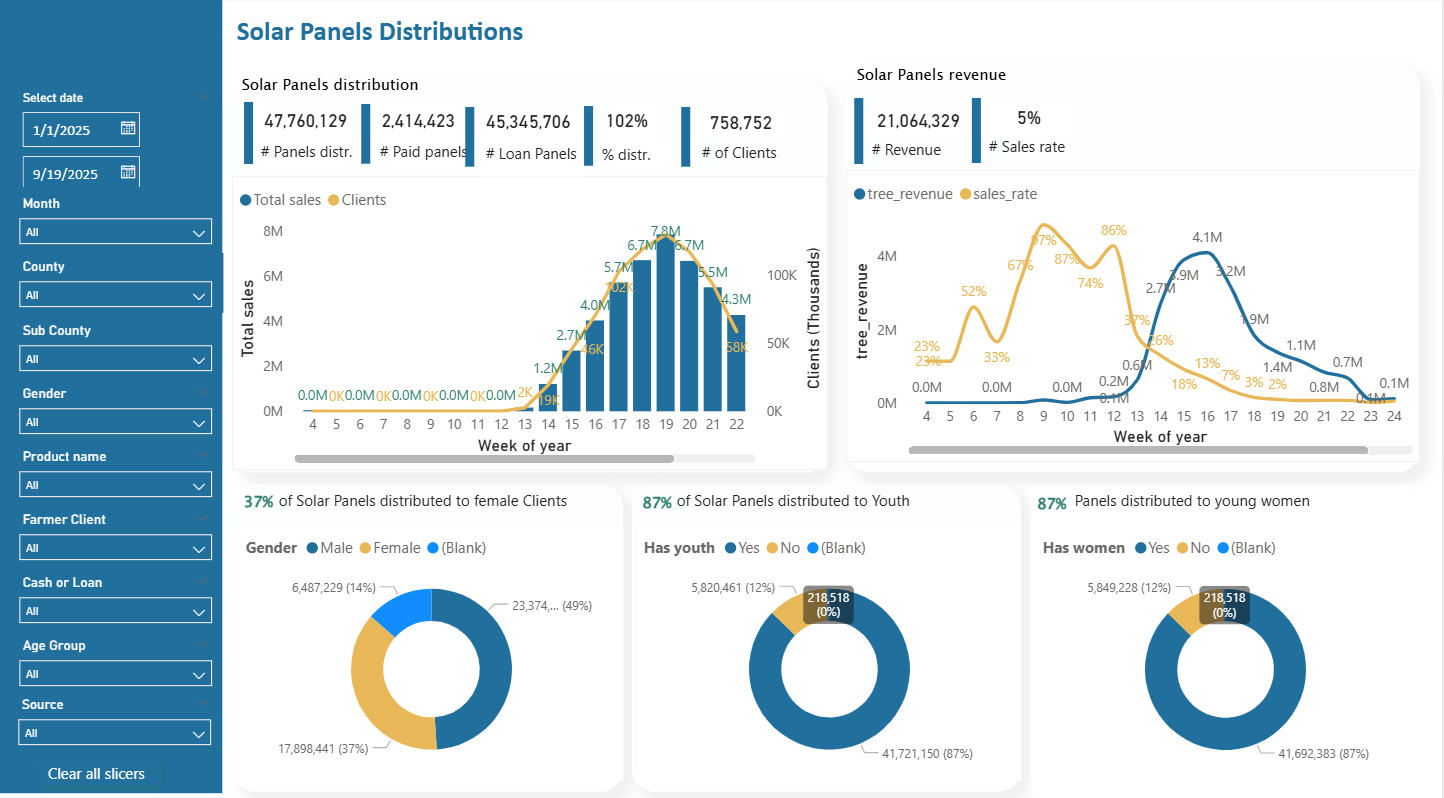 Solar Panels Distributions
Select date
1/1/2025
9/19/2025
Month
All
County
All
Sub County
All
Gender
All
Product name
All
Farmer Client
All
Cash or Loan
All
Age Group
All
Source
All
Clear all slicers
Solar Panels distribution
47,760,129
# Panels distr.
2,414,423
# Paid panels
45,345,706
# Loan Panels
102%
% distr.
758,752
# of Clients
Total sales Clients
Total sales
8M
6M
4M
2M
0M
0.0M 0K 0.0M 0K 0.0M 0K 0.0M 0K 0.0M 2K 1.2M 19K 2.7M 46K 4.0M 5.7M 102K 6.7M 7.8M 6.7M 5.5M 4.3M 58K
100K
50K
0K
Clients (Thousands)
4 5 6 7 8 9 10 11 12 13 14 15 16 17 18 19 20 21 22
Week of year
Solar Panels revenue
21,064,329
# Revenue
5%
# Sales rate
tree_revenue sales_rate
tree_revenue
4M
2M
0M
23% 23% 52% 33% 67% 97% 87% 74% 86% 37% 26% 18% 13% 7% 3% 2%
0.0M 0.0M 0.0M 0.2M 0.1M 0.6M 2.7M 3.9M 4.1M 3.2M 1.9M 1.4M 1.1M 0.8M 0.7M 0.1M 0.1M
4 5 6 7 8 9 10 11 12 13 14 15 16 17 18 19 20 21 22 23 24
Week of year
37% of Solar Panels distributed to female Clients
Gender Male Female (Blank)
6,487,229 (14%)
23,374,... (49%)
17,898,441 (37%)
87% of Solar Panels distributed to Youth
Has youth Yes No (Blank)
5,820,461 (12%)
218,518
(0%)
41,721,150 (87%)
87% Panels distributed to young women
Has women Yes No (Blank)
5,849,228 (12%)
218,518
(0%)
41,692,383 (87%)